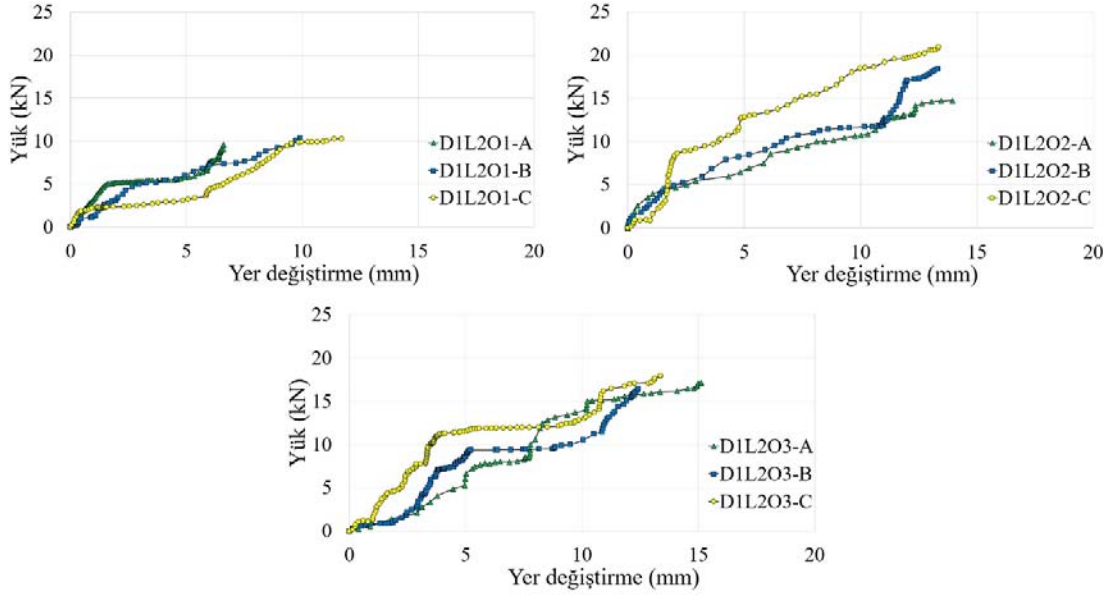 Yük (kN)
25
20
15
10
5
0
0 5 10 15 20
Yer değiştirme (mm)
D1L2O1-A
D1L2O1-B
D1L2O1-C
Yük (kN)
25
20
15
10
5
0
0 5 10 15 20
Yer değiştirme (mm)
D1L2O2-A
D1L2O2-B
D1L2O2-C
Yük (kN)
25
20
15
10
5
0
0 5 10 15 20
Yer değiştirme (mm)
D1L2O3-A
D1L2O3-B
D1L2O3-C